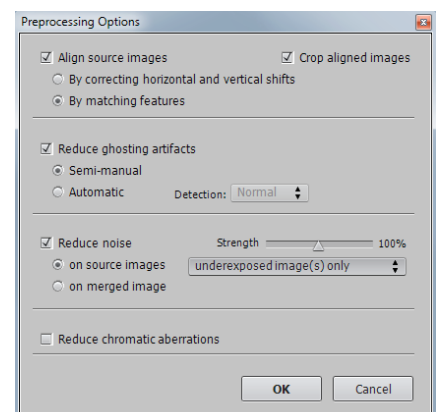 Preprocessing Options
Align source images Crop aligned images
By correcting horizontal and vertical shifts
By matching features
Reduce ghosting artifacts
Semi-manual
Automatic Detection: Normal
Reduce noise Strength 100%
on source images underexposed image(s) only
on merged image
Reduce chromatic aberrations
OK Cancel